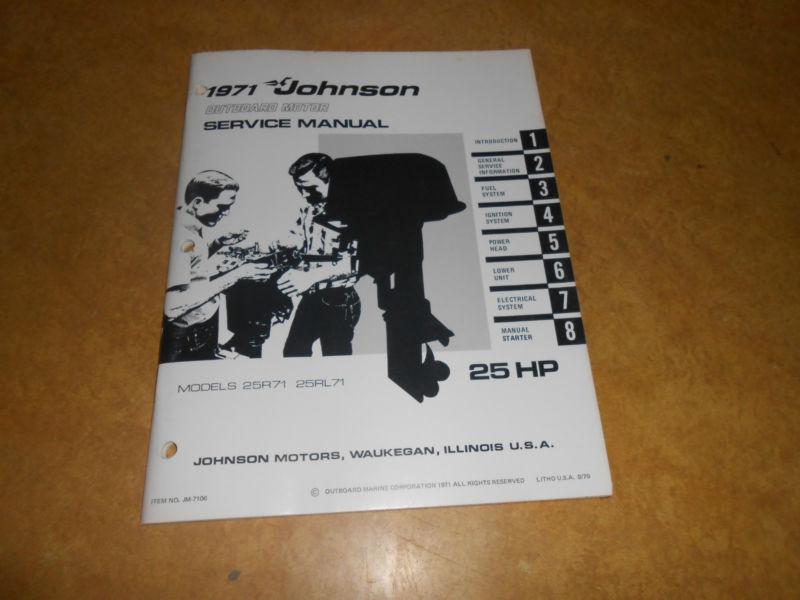 1971 Johnson
OUTBOARD MOTOR
SERVICE MANUAL
INTRODUCTION 1
GENERAL
SERVICE
INFORMATION 2
FUEL
SYSTEM 3
IGNITION
SYSTEM 4
POWER
HEAD 5
LOWER
UNIT 6
ELECTRICAL
SYSTEM 7
MANUAL
STARTER 8
25 HP
MODELS 25R71 25RL71
JOHNSON MOTORS, WAUKEGAN, ILLINOIS U.S.A.
© OUTBOARD MARINE CORPORATION 1971 ALL RIGHTS RESERVED LITHO U.S.A. 9/70
ITEM NO. JM-7106